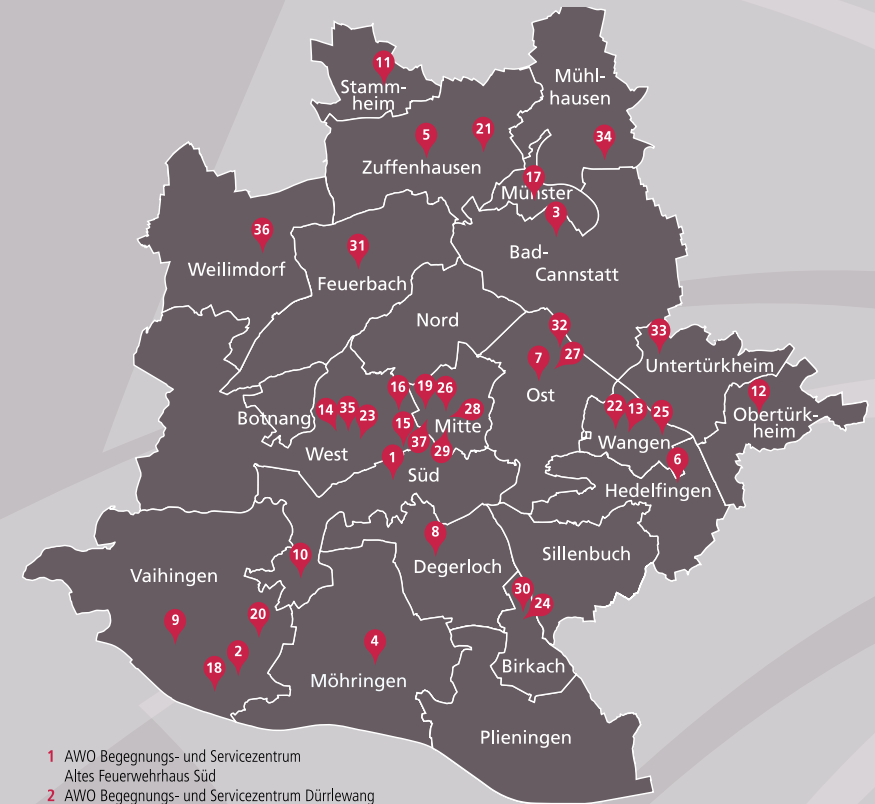 11
Stamm-
heim
Mühl-
hausen
5
21
34
Zuffenhausen
17
Münster
3
36
31
Bad-
Cannstatt
Weilimdorf
Feuerbach
Nord
32
33
7
27
Untertürkheim
16
19
26
Ost
12
Botnang
14
35
23
28
22
13
25
Obertürk-
heim
15
Mitte
37
Wangen
West
29
1
6
Süd
Hedelfingen
8
Sillenbuch
10
Degerloch
Vaihingen
30
24
20
9
2
4
18
Birkach
Möhringen
Plieningen
1 AWO Begegnungs- und Servicezentrum
Altes Feuerwehrhaus Süd
2 AWO Begegnungs- und Servicezentrum Dürrlewang